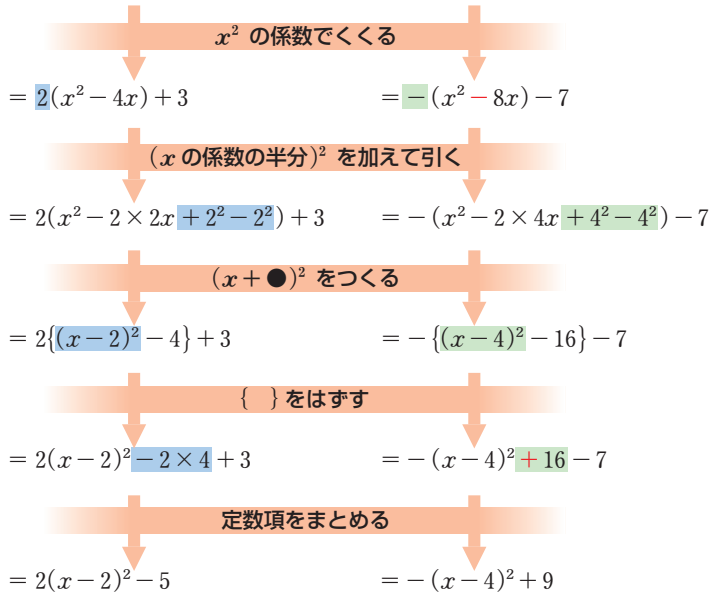 x² の係数でくくる
= 2(x² − 4x) + 3
= −(x² − 8x) − 7
(x の係数の半分)² を加えて引く
= 2(x² − 2 × 2x + 2² − 2²) + 3
= −(x² − 2 × 4x + 4² − 4²) − 7
(x + ●)² をつくる
= 2{(x − 2)² − 4} + 3
= −{(x − 4)² − 16} − 7
{ } をはずす
= 2(x − 2)² − 2 × 4 + 3
= −(x − 4)² + 16 − 7
定数項をまとめる
= 2(x − 2)² − 5
= −(x − 4)² + 9